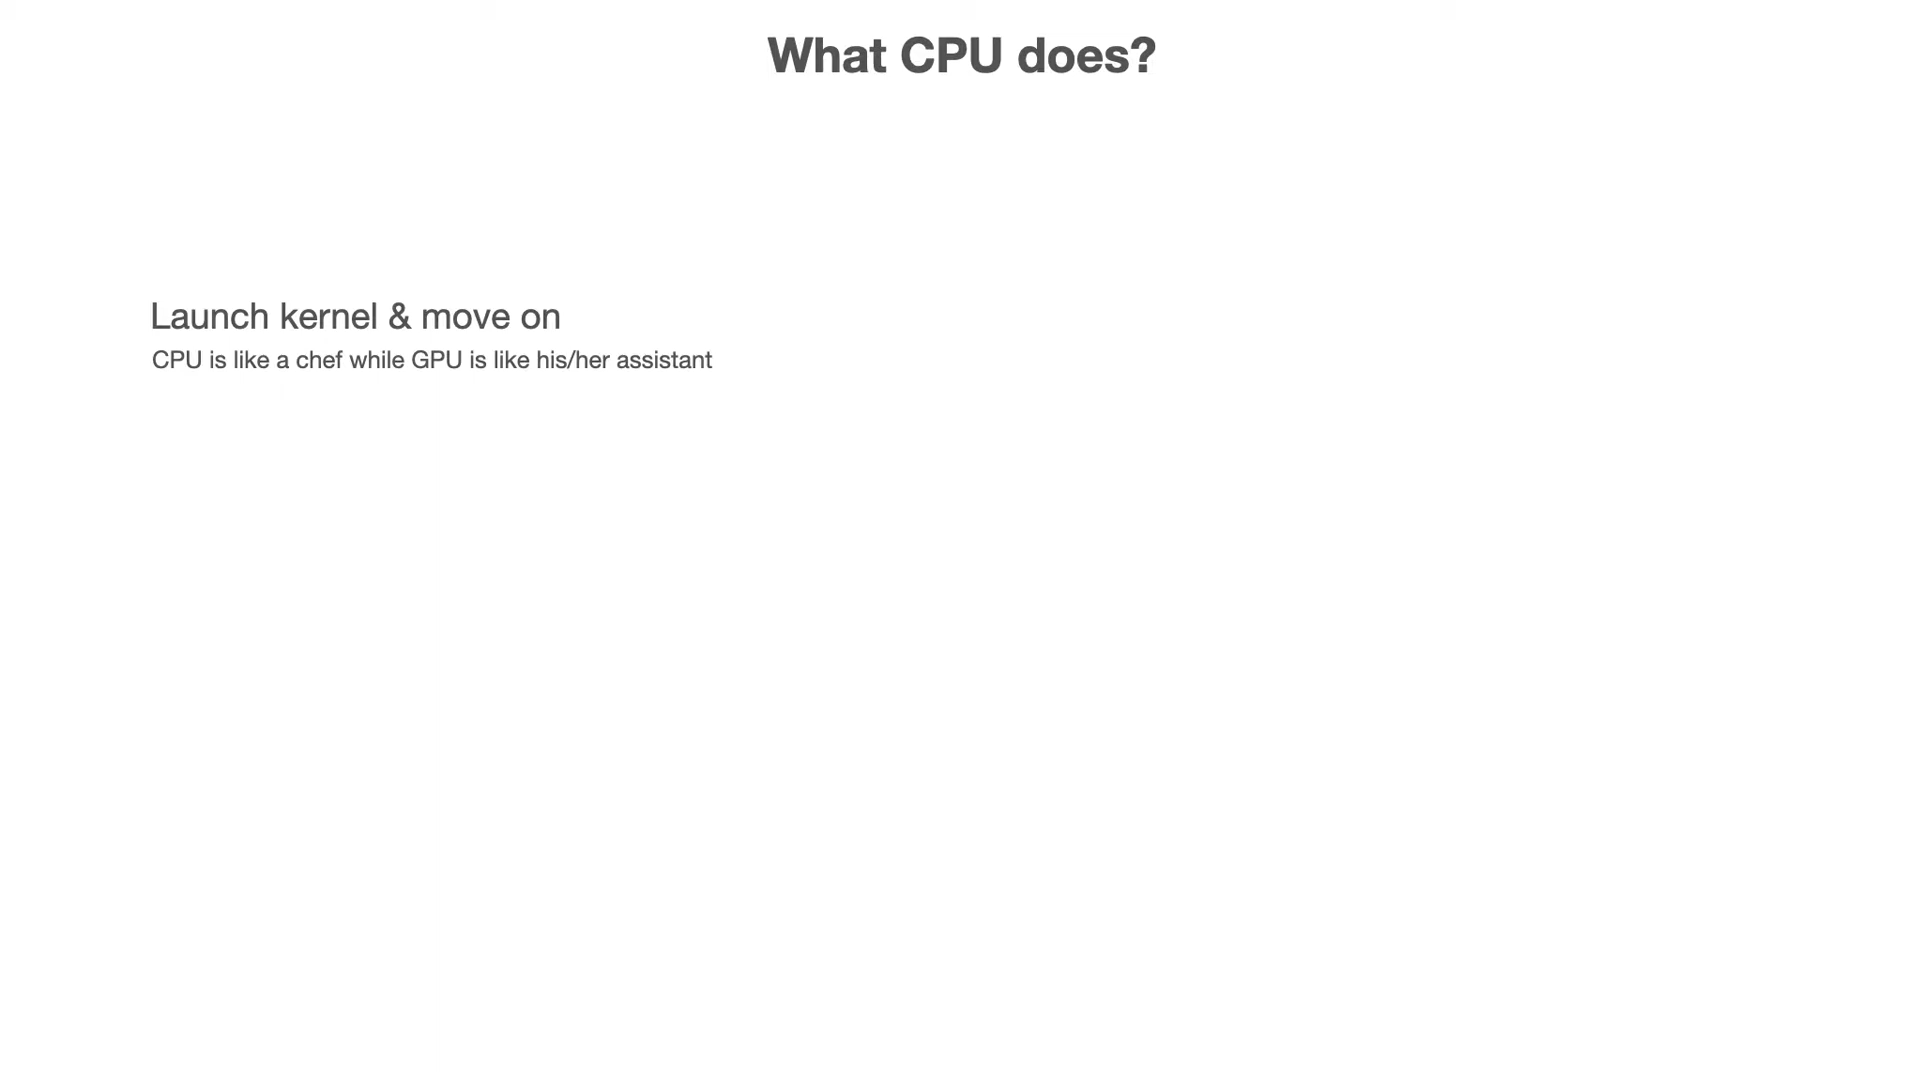 What CPU does?
Launch kernel & move on
CPU is like a chef while GPU is like his/her assistant